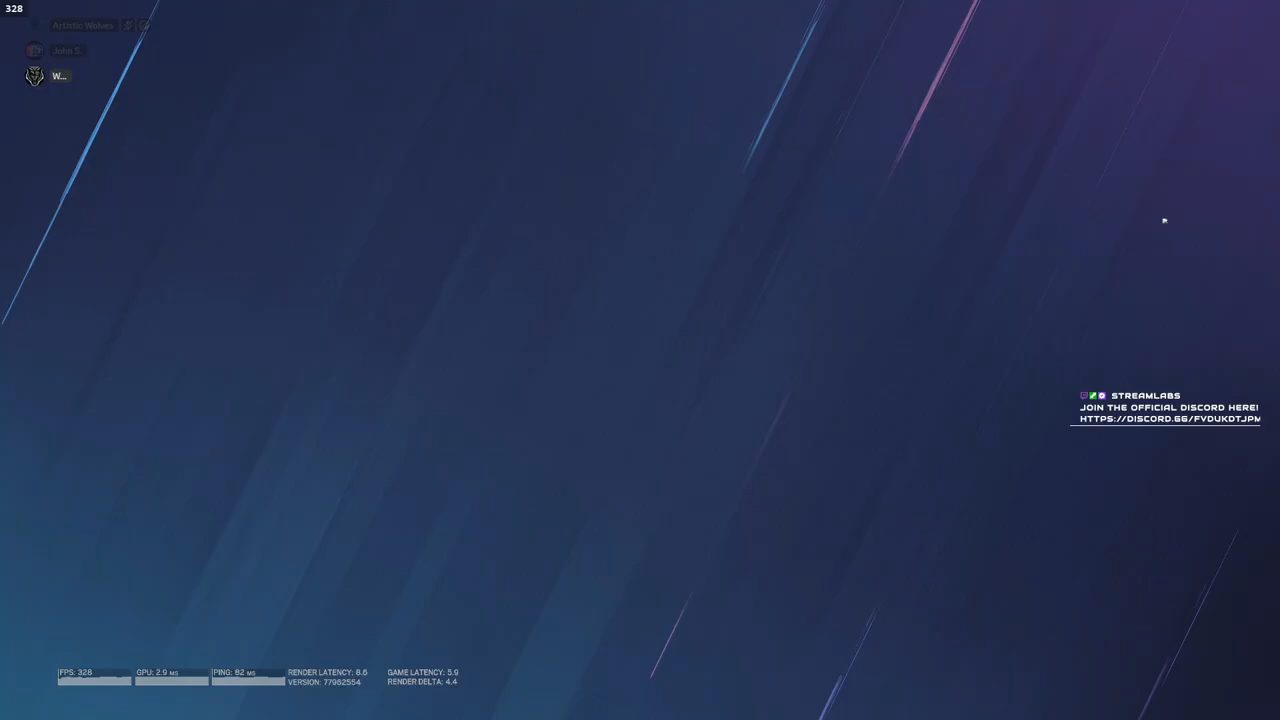 328
Artistic Wolves
John S.
W...
STREAMLABS
JOIN THE OFFICIAL DISCORD HERE!
HTTPS://DISCORD.GG/FVDUKDTJPM
FPS: 328 GPU: 2.9 MS PING: 82 MS RENDER LATENCY: 8.6 GAME LATENCY: 5.9
VERSION: 77962554 RENDER DELTA: 4.4